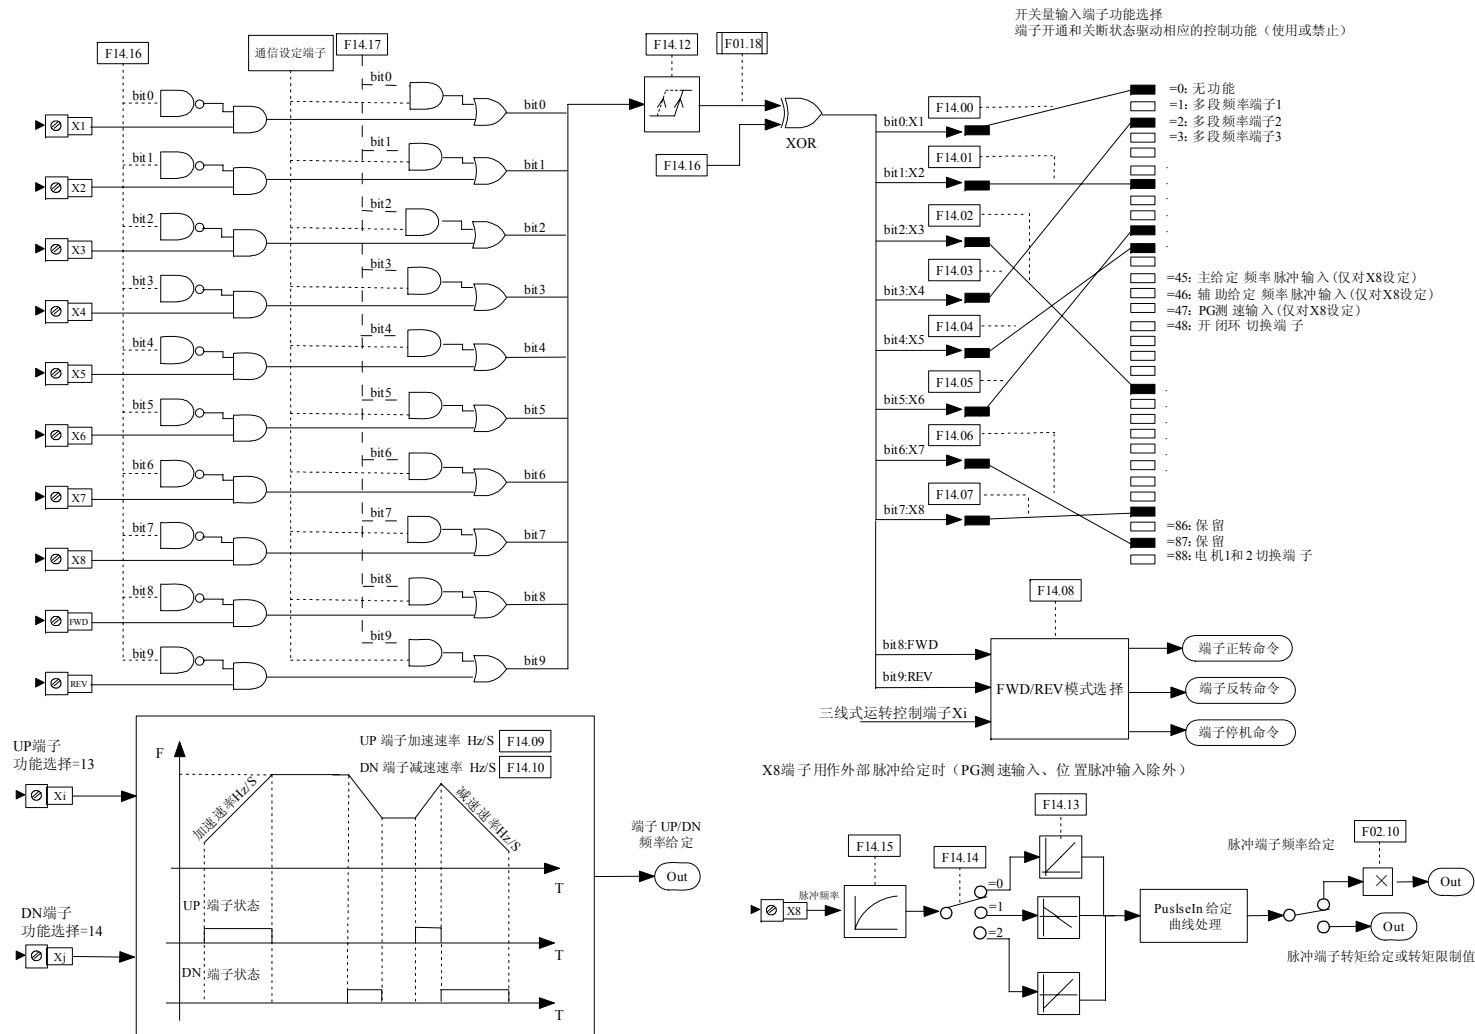 开关量输入端子功能选择
端子开通和关断状态驱动相应的控制功能（使用或禁止）
F14.16
通信设定端子
F14.17
F14.12
F01.18
bit0
bit0
bit0
X1
bit1
bit1
bit1
X2
bit2
bit2
bit2
X3
bit3
bit3
bit3
X4
bit4
bit4
bit4
X5
bit5
bit5
bit5
X6
bit6
bit6
bit6
X7
bit7
bit7
bit7
X8
bit8
bit8
bit8
FWD
bit9
bit9
bit9
REV
XOR
F14.16
F14.00
bit0:X1
F14.01
bit1:X2
F14.02
bit2:X3
F14.03
bit3:X4
F14.04
bit4:X5
F14.05
bit5:X6
F14.06
bit6:X7
F14.07
bit7:X8
=0: 无功能
=1: 多段频率端子1
=2: 多段频率端子2
=3: 多段频率端子3
=45: 主给定 频率脉冲输入(仅对X8设定)
=46: 辅助给定 频率脉冲输入(仅对X8设定)
=47: PG测 速输入(仅对X8设定)
=48: 开闭环 切换端子
=86: 保留
=87: 保留
=88: 电机1和2切换端子
F14.08
bit8:FWD
bit9:REV
三线式运转控制端子Xi
FWD/REV模式选择
端子正转命令
端子反转命令
端子停机命令
UP端子
功能选择=13
Xi
DN端子
功能选择=14
Xj
F
UP 端子加速速率 Hz/S F14.09
DN 端子减速速率 Hz/S F14.10
加速速率Hz/S
减速速率Hz/S
T
UP 端子状态
T
DN 端子状态
T
端子 UP/DN
频率给定
Out
X8端子用作外部脉冲给定时（PG测速输入、位置脉冲输入除外）
F14.13
F14.15
F14.14
脉冲频率
X8
=0
=1
=2
PuslseIn 给定
曲线处理
脉冲端子频率给定
F02.10
Out
Out
脉冲端子转矩给定或转矩限制值